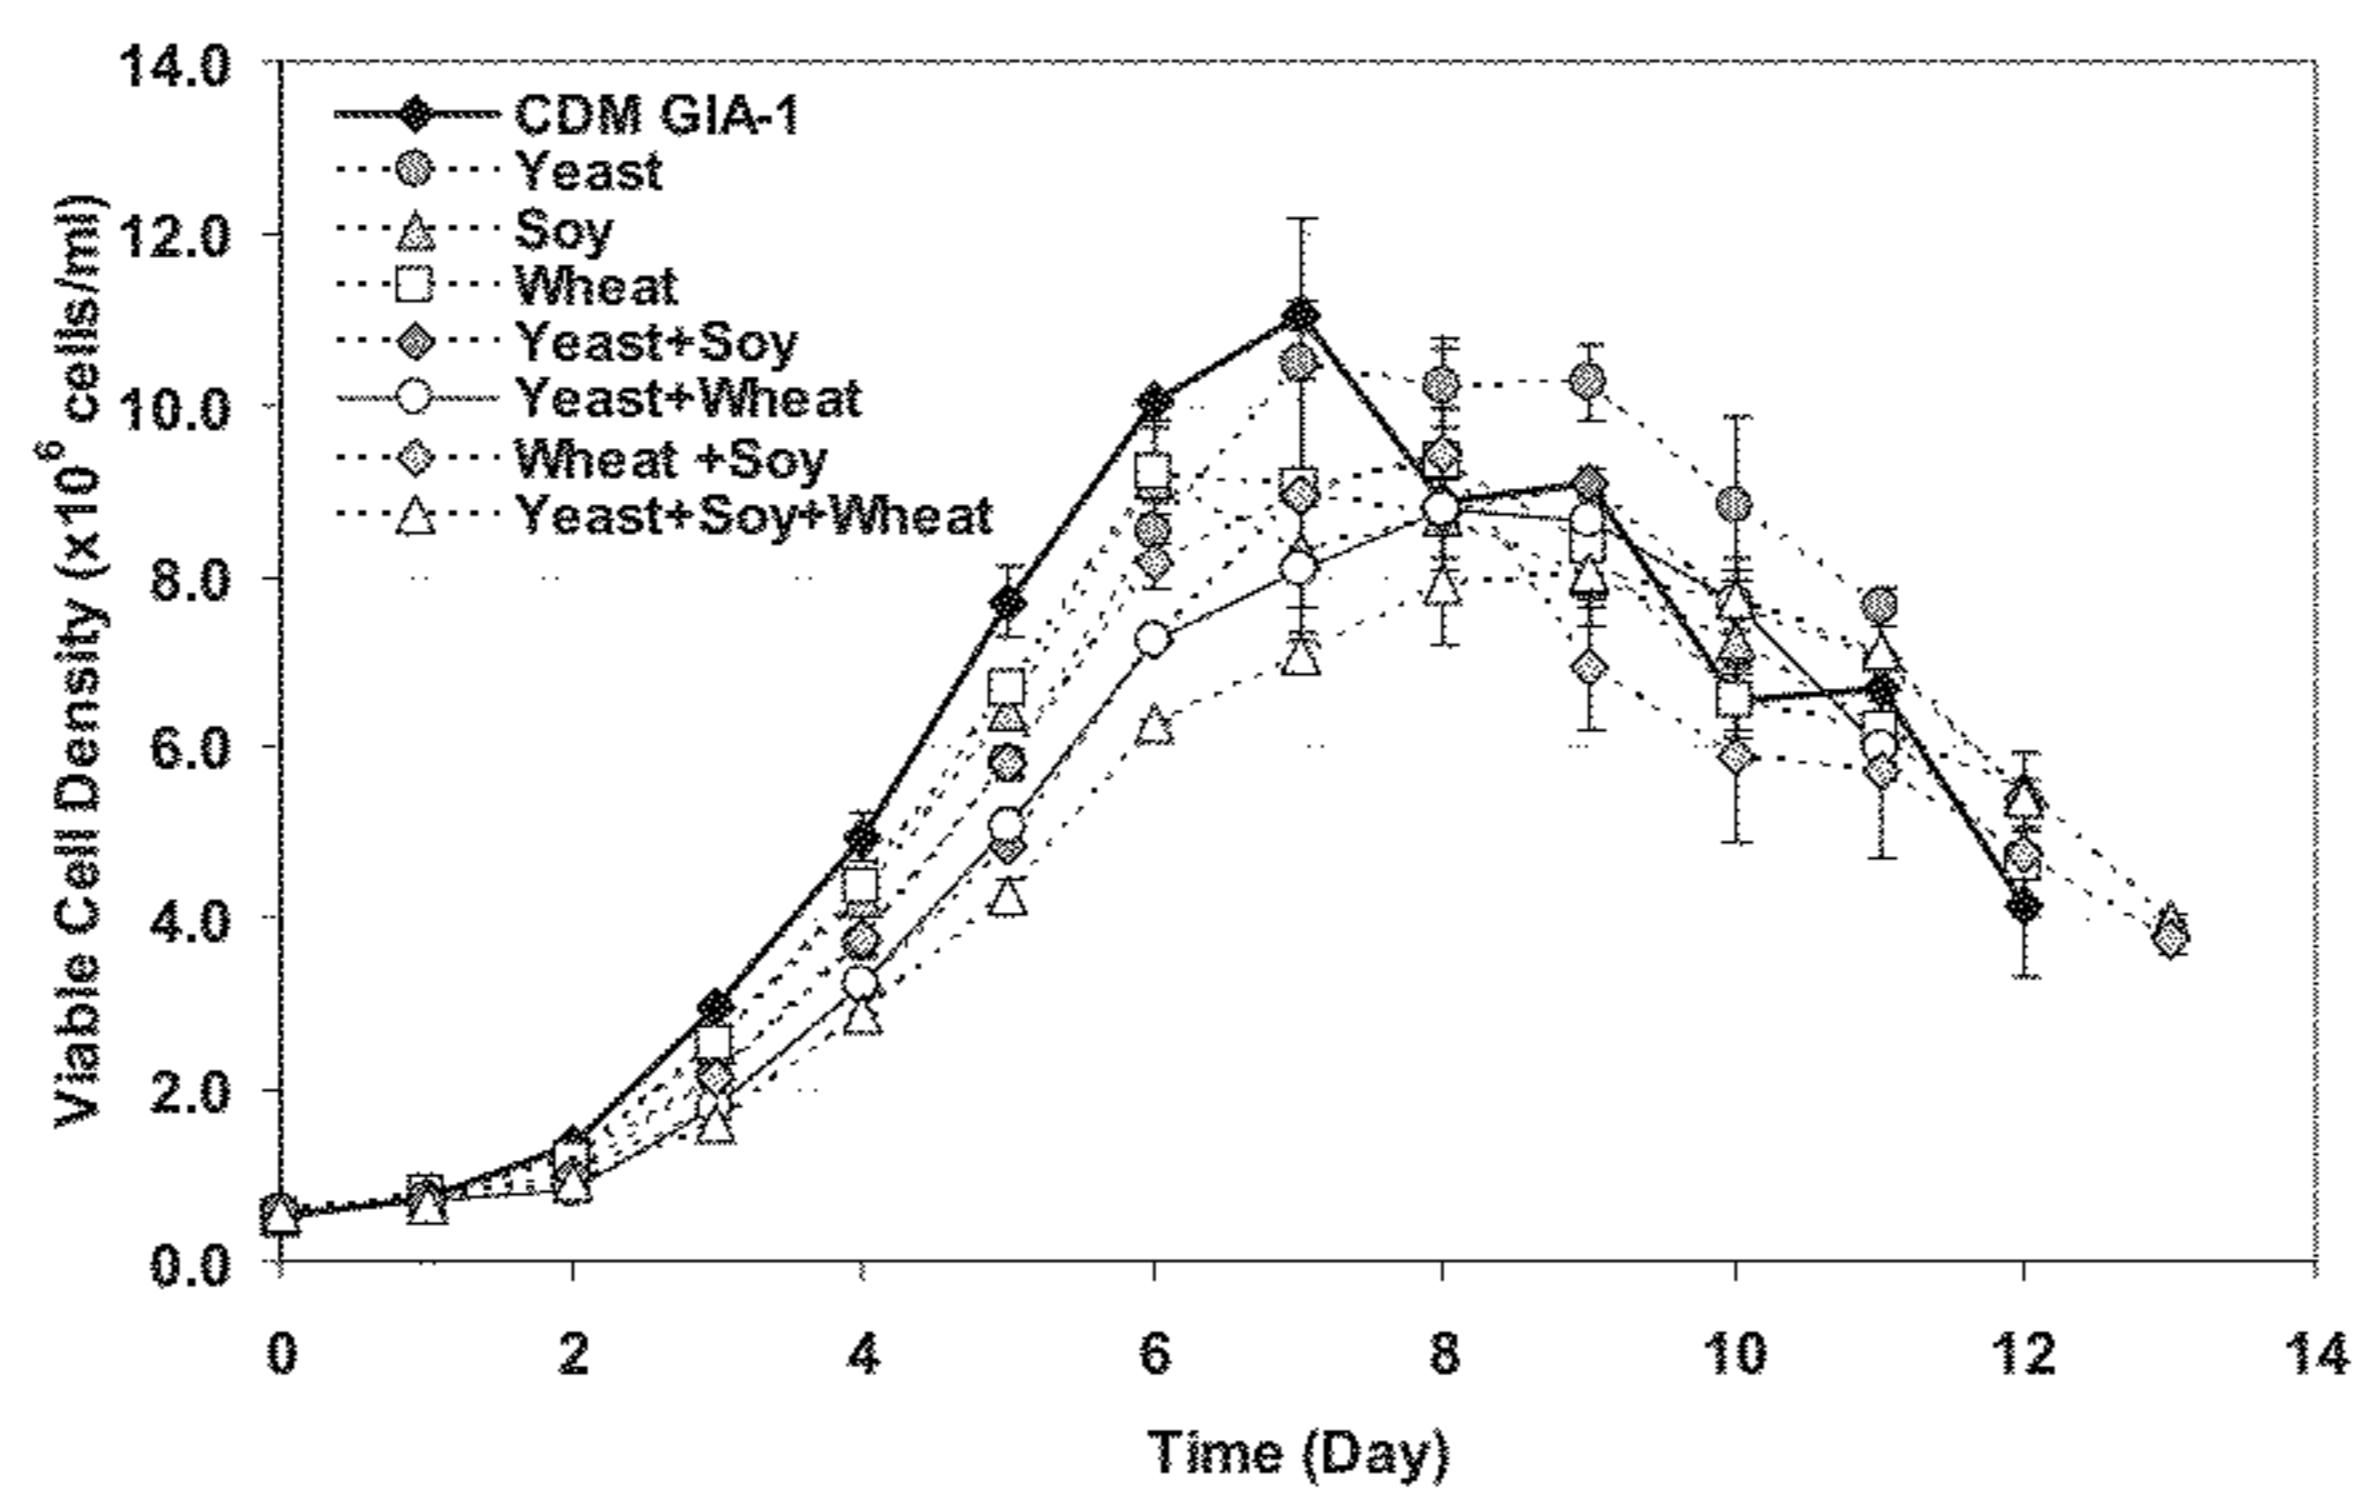 14.0
12.0
10.0
8.0
6.0
4.0
2.0
0.0
Viable Cell Density (x10⁶ cells/ml)
CDM GIA-1
Yeast
Soy
Wheat
Yeast+Soy
Yeast+Wheat
Wheat +Soy
Yeast+Soy+Wheat
0 2 4 6 8 10 12 14
Time (Day)